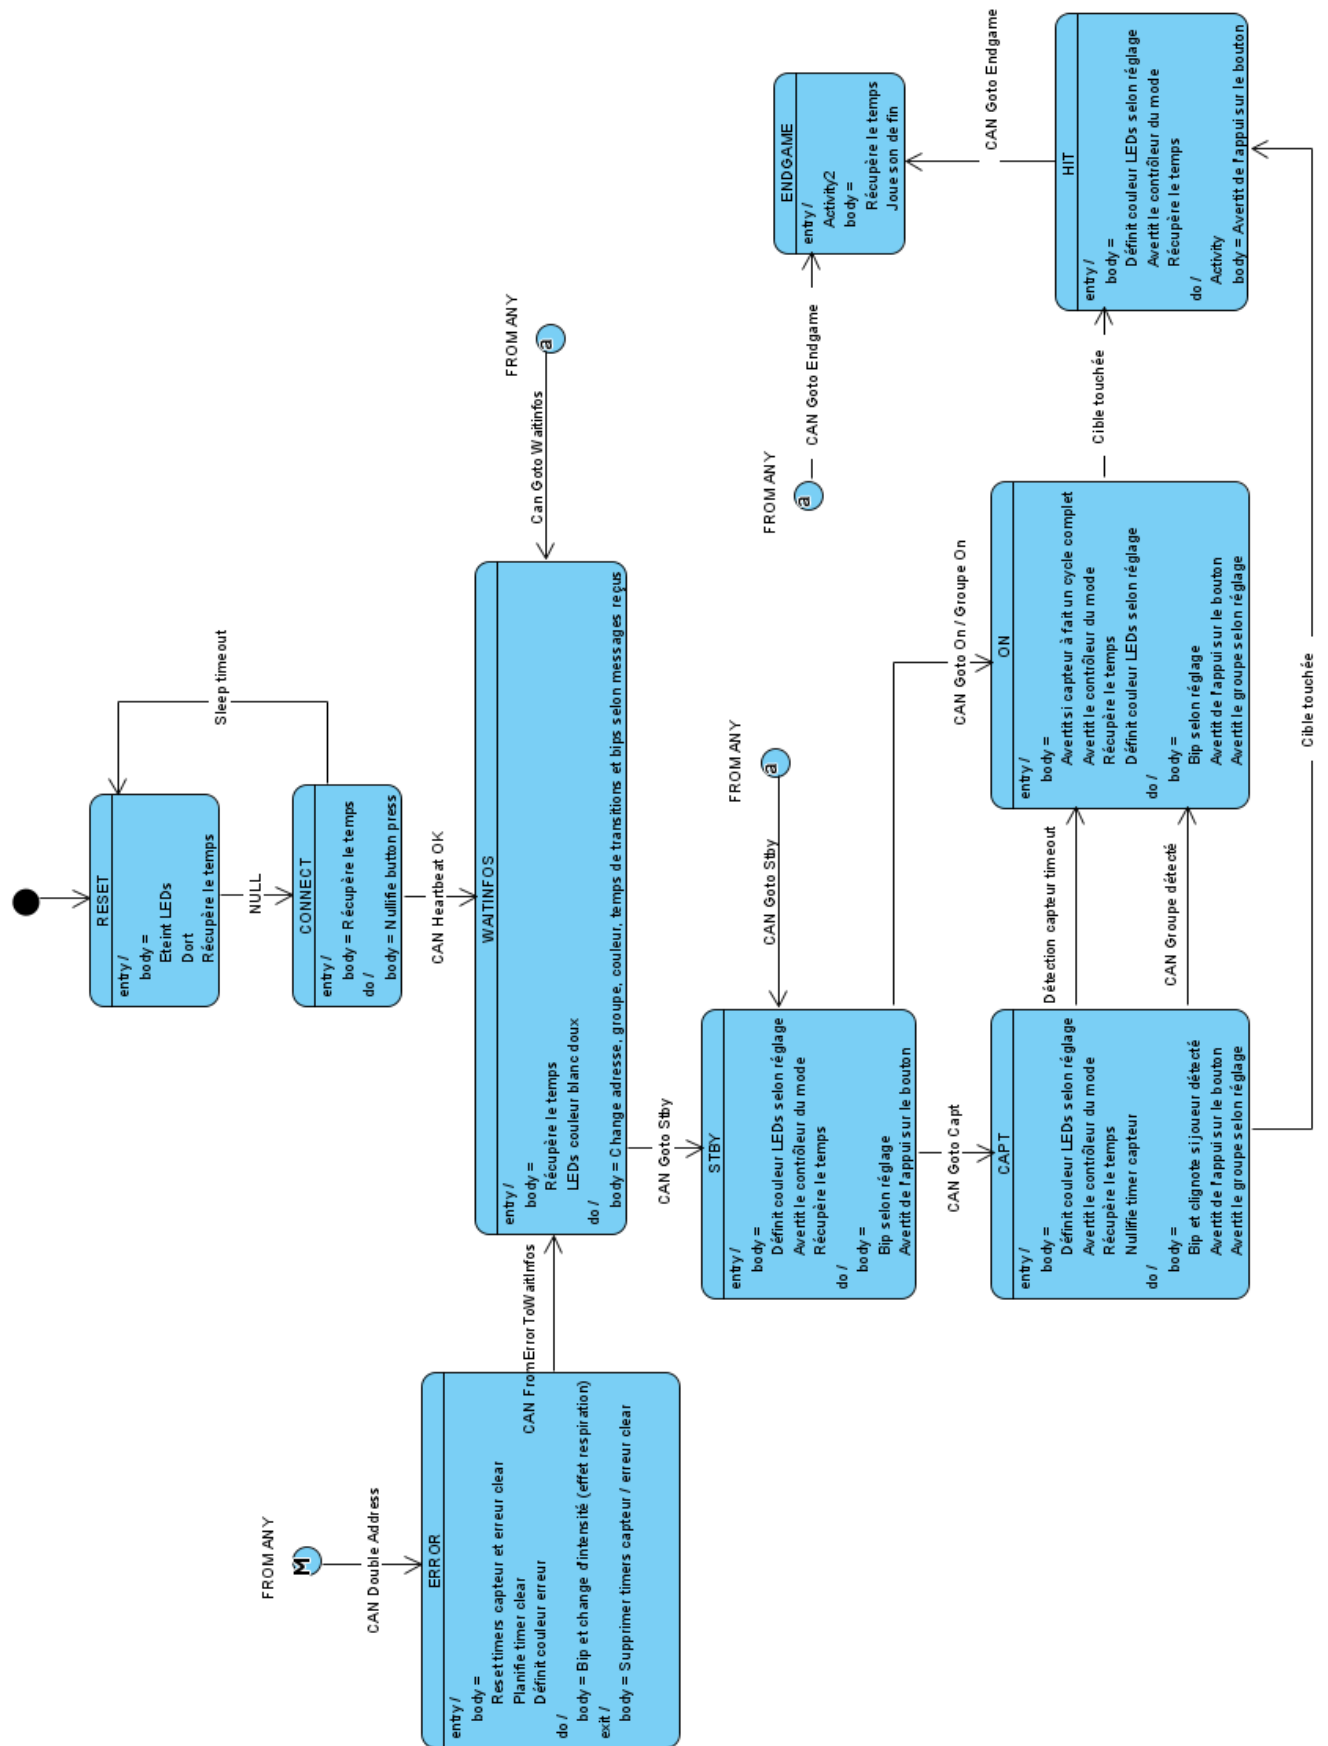 RESET
entry /
body =
Eteint LEDs
Dort
Récupère le temps
NULL
Sleep timeout
CONNECT
entry /
body = Récupère le temps
do /
body = Nullifie button press
CAN Heartbeat OK
FROM ANY
M
CAN Double Address
ERROR
entry /
body =
Reset timers capteur et erreur clear
Planifie timer clear
Définit couleur erreur
do /
body = Bip et change d'intensité (effet respiration)
exit /
body = Supprimer timers capteur / erreur clear
CAN FromErrorToWaitInfos
WAITINFOS
entry /
body =
Récupère le temps
LEDs couleur blanc doux
do /
body = Change adresse, groupe, couleur, temps de transitions et bips selon messages reçus
FROM ANY
a
Can Goto Waitinfos
CAN Goto Stby
FROM ANY
a
CAN Goto Stby
STBY
entry /
body =
Définit couleur LEDs selon réglage
Avertit le contrôleur du mode
Récupère le temps
do /
body =
Bip selon réglage
Avertit de l'appui sur le bouton
CAN Goto Capt
CAN Goto On / Groupe On
CAPT
entry /
body =
Définit couleur LEDs selon réglage
Avertit le contrôleur du mode
Récupère le temps
Nullifie timer capteur
do /
body =
Bip et clignote si joueur détecté
Avertit de l'appui sur le bouton
Avertit le groupe selon réglage
Détection capteur timeout
CAN Groupe détecté
ON
entry /
body =
Avertit si capteur à fait un cycle complet
Avertit le contrôleur du mode
Récupère le temps
Définit couleur LEDs selon réglage
do /
body =
Bip selon réglage
Avertit de l'appui sur le bouton
Avertit le groupe selon réglage
Cible touchée
Cible touchée
FROM ANY
a
CAN Goto Endgame
ENDGAME
entry /
Activity2
body =
Récupère le temps
Joue son de fin
CAN Goto Endgame
HIT
entry /
body =
Définit couleur LEDs selon réglage
Avertit le contrôleur du mode
Récupère le temps
do /
Activity
body = Avertit de l'appui sur le bouton